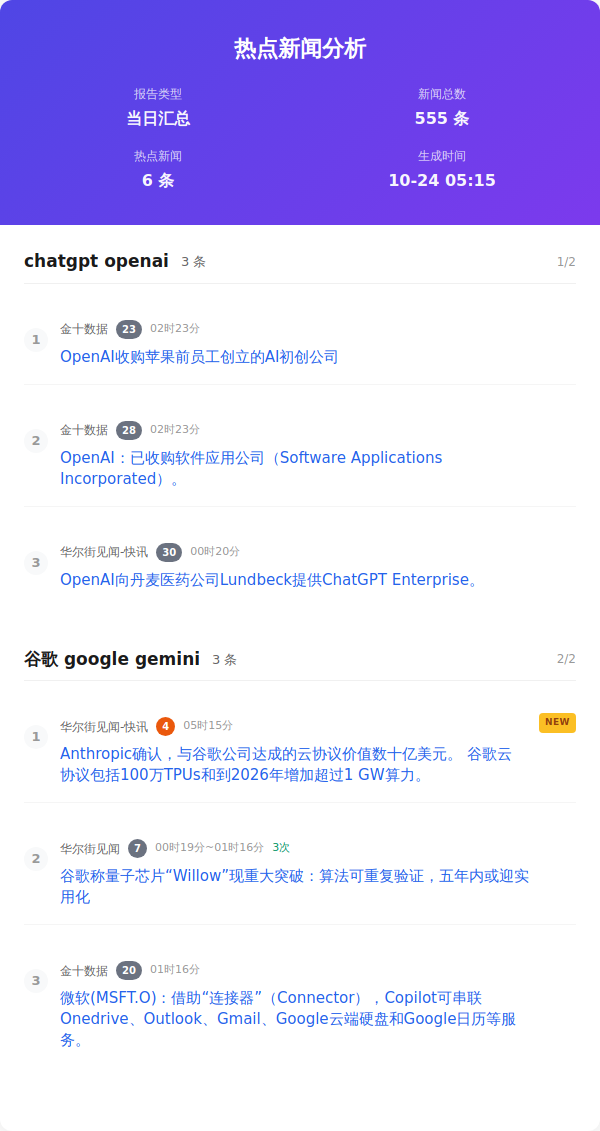 热点新闻分析
报告类型
新闻总数
当日汇总
555 条
热点新闻
生成时间
6 条
10-24 05:15
chatgpt openai 3 条 1/2
1
金十数据 23 02时23分
OpenAI收购苹果前员工创立的AI初创公司
2
金十数据 28 02时23分
OpenAI：已收购软件应用公司（Software Applications
Incorporated）。
3
华尔街见闻-快讯 30 00时20分
OpenAI向丹麦医药公司Lundbeck提供ChatGPT Enterprise。
谷歌 google gemini 3 条 2/2
1
华尔街见闻-快讯 4 05时15分 NEW
Anthropic确认，与谷歌公司达成的云协议价值数十亿美元。 谷歌云
协议包括100万TPUs和到2026年增加超过1 GW算力。
2
华尔街见闻 7 00时19分~01时16分 3次
谷歌称量子芯片“Willow”现重大突破：算法可重复验证，五年内或迎实
用化
3
金十数据 20 01时16分
微软(MSFT.O)：借助“连接器”（Connector），Copilot可串联
Onedrive、Outlook、Gmail、Google云端硬盘和Google日历等服
务。